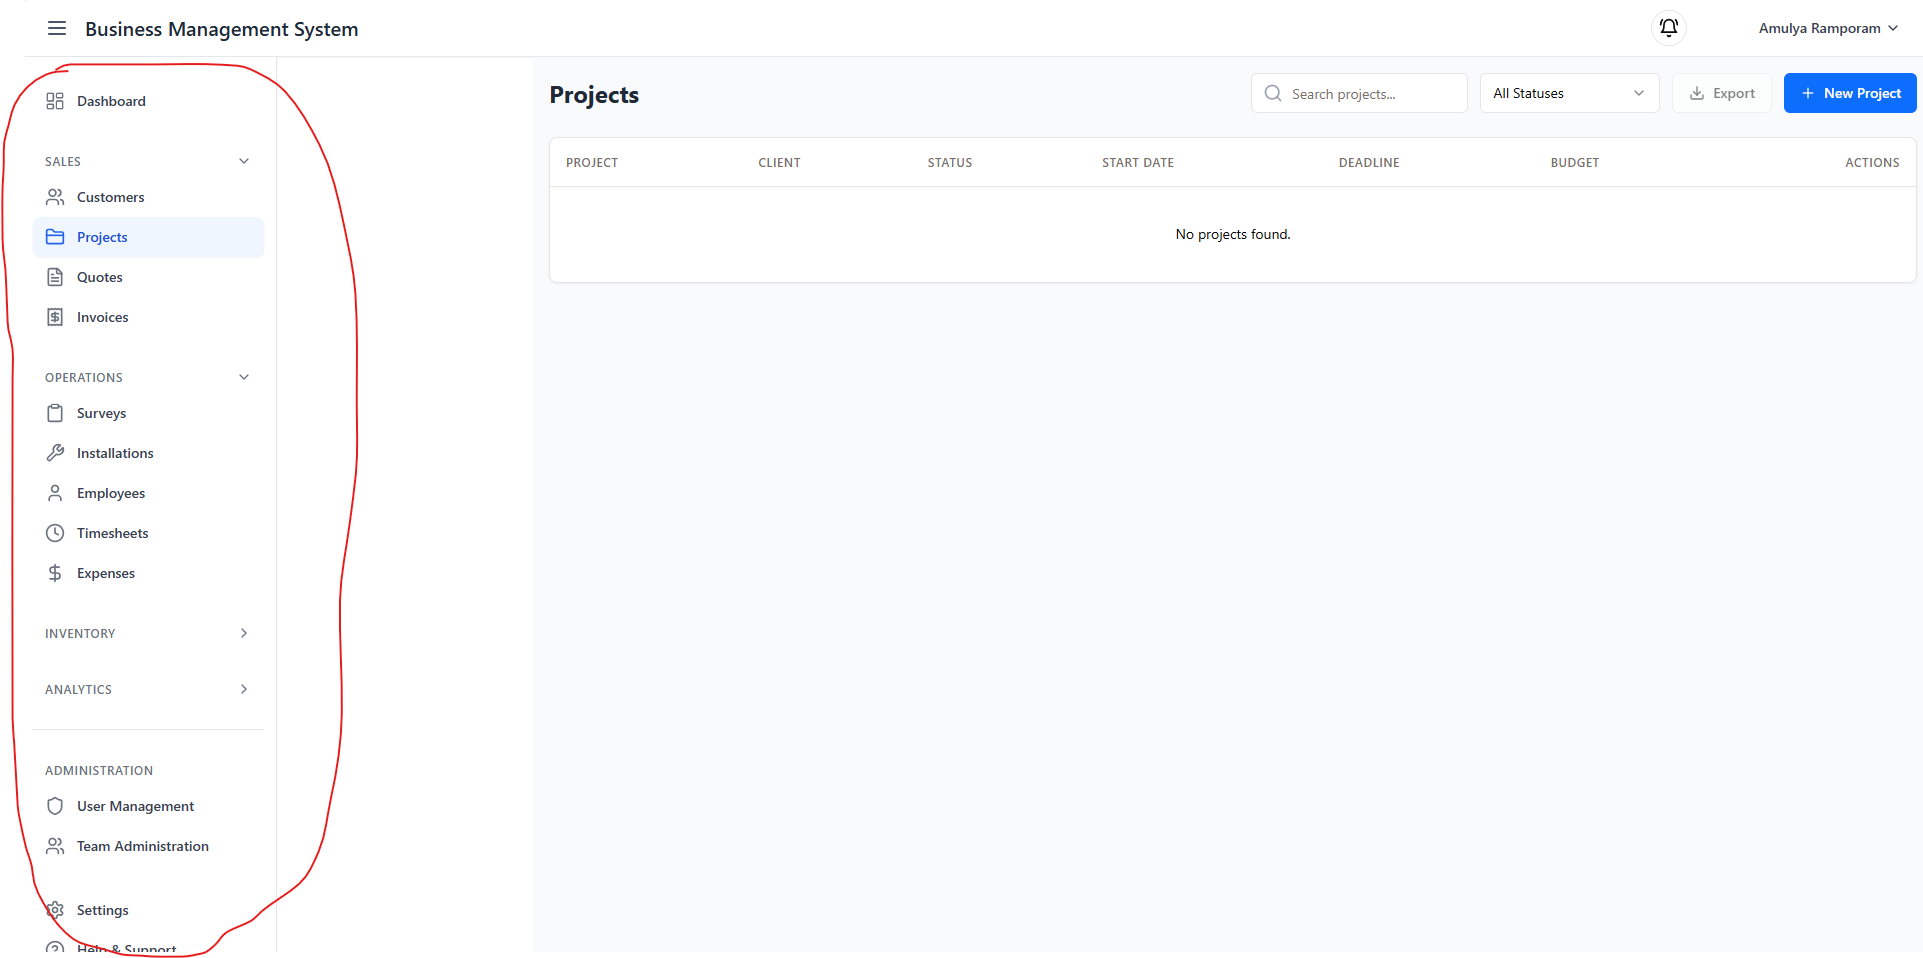 Business Management System
Amulya Ramporam
Dashboard
SALES
Customers
Projects
Quotes
Invoices
OPERATIONS
Surveys
Installations
Employees
Timesheets
Expenses
INVENTORY
ANALYTICS
ADMINISTRATION
User Management
Team Administration
Settings
Help & Support
Projects
Search projects...
All Statuses
Export
New Project
PROJECT CLIENT STATUS START DATE DEADLINE BUDGET ACTIONS
No projects found.